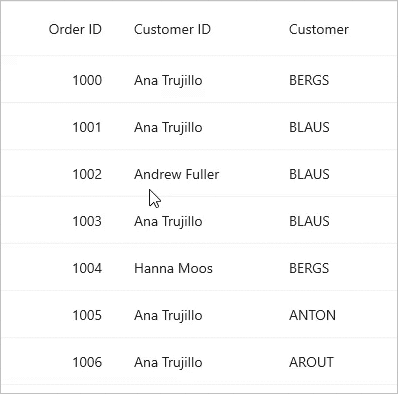 Order ID Customer ID Customer
1000 Ana Trujillo BERGS
1001 Ana Trujillo BLAUS
1002 Andrew Fuller BLAUS
1003 Ana Trujillo BLAUS
1004 Hanna Moos BERGS
1005 Ana Trujillo ANTON
1006 Ana Trujillo AROUT